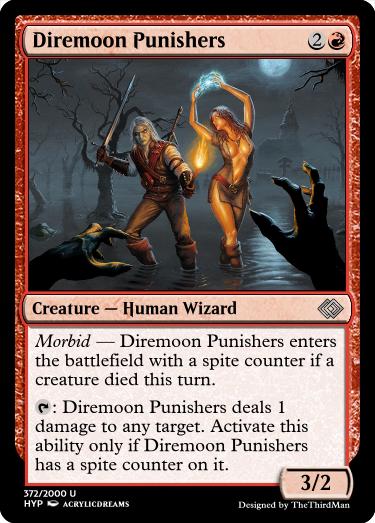 Diremoon Punishers 2
Creature — Human Wizard
Morbid — Diremoon Punishers enters
the battlefield with a spite counter if a
creature died this turn.
: Diremoon Punishers deals 1
damage to any target. Activate this
ability only if Diremoon Punishers
has a spite counter on it.
3/2
372/2000 U
HYP ACRYLICDREAMS
Designed by TheThirdMan